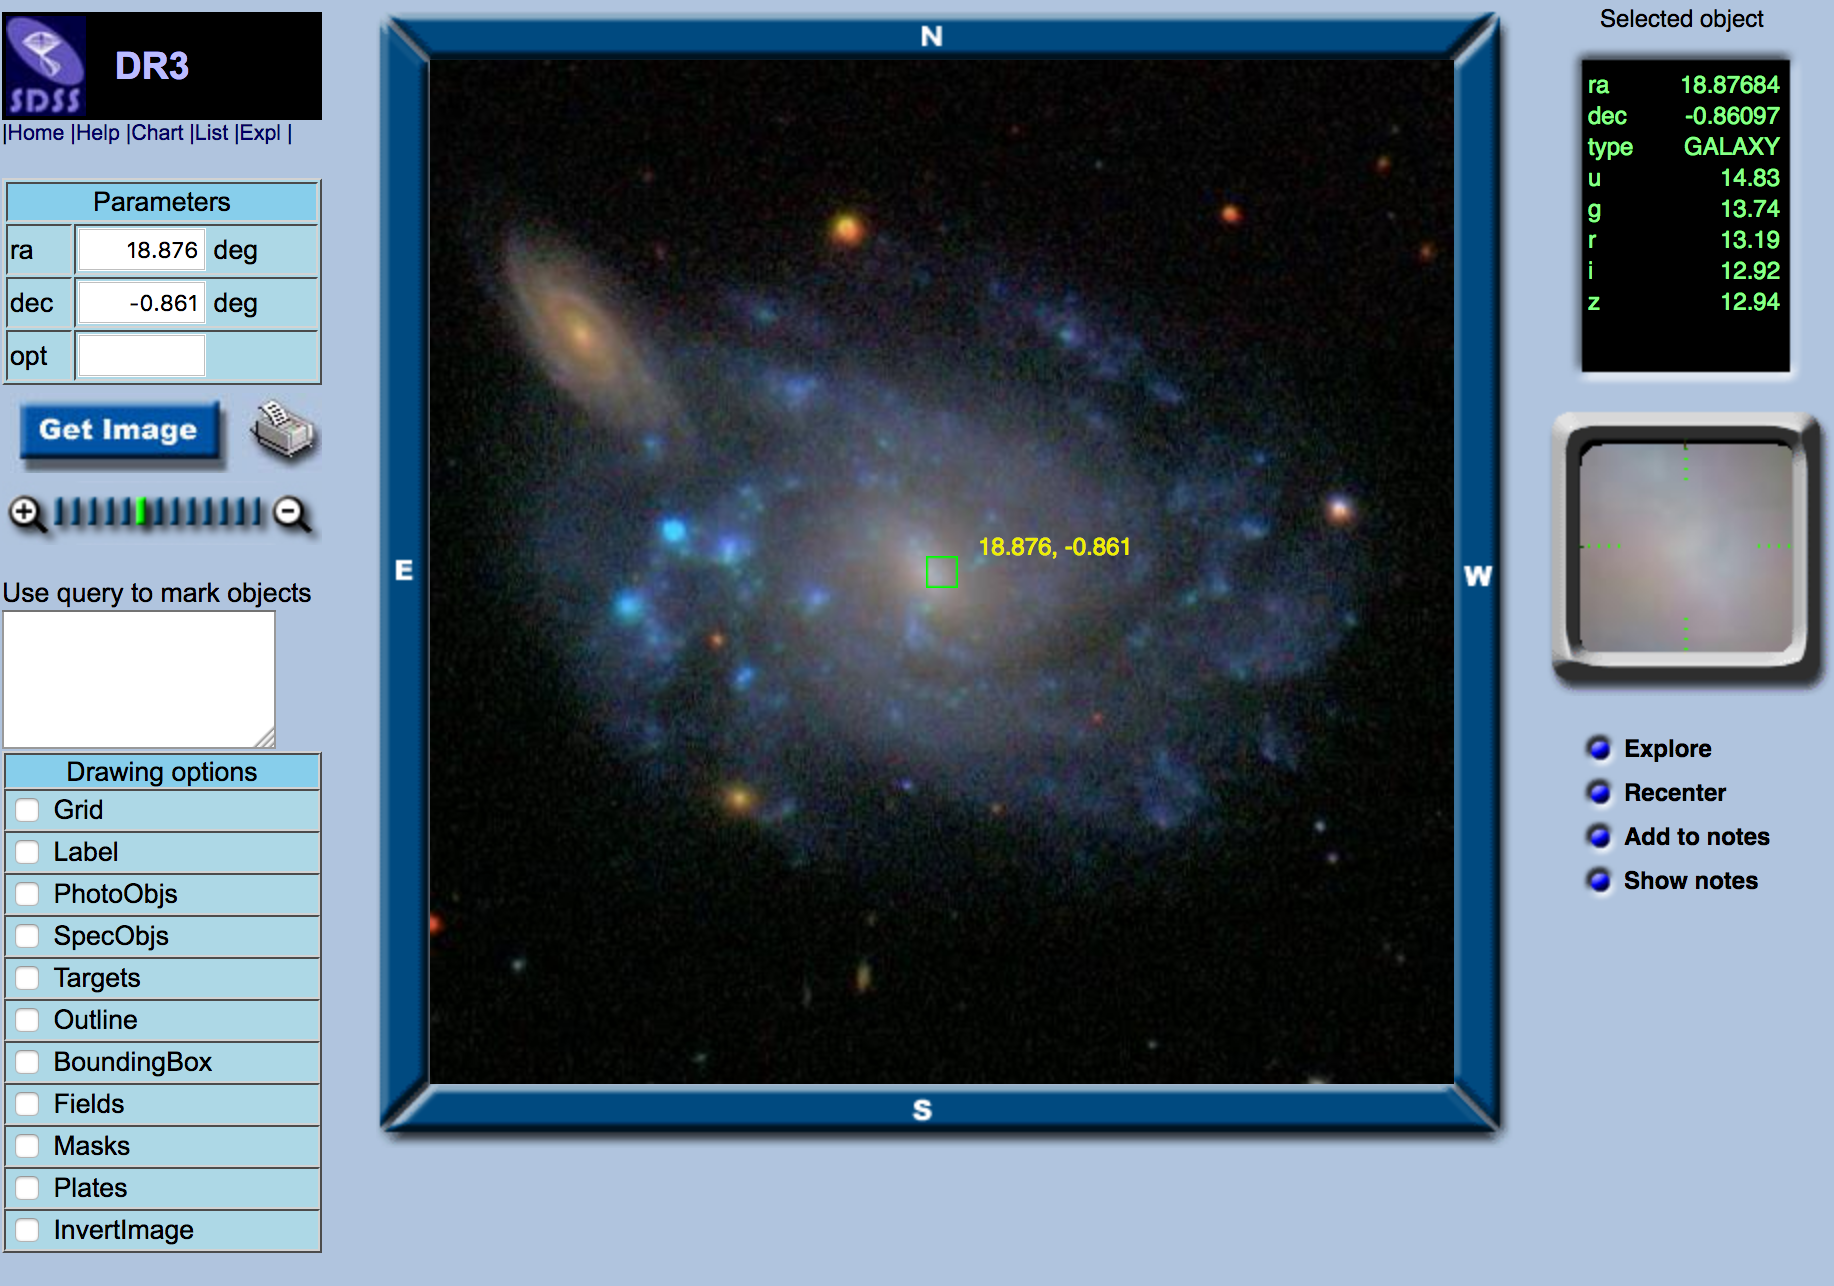 SDSS
DR3
|Home |Help |Chart |List |Expl |
Parameters
ra 18.876 deg
dec -0.861 deg
opt
Get Image
Use query to mark objects
Drawing options
Grid
Label
PhotoObjs
SpecObjs
Targets
Outline
BoundingBox
Fields
Masks
Plates
InvertImage
N
E
W
S
18.876, -0.861
Selected object
ra 18.87684
dec -0.86097
type GALAXY
u 14.83
g 13.74
r 13.19
i 12.92
z 12.94
Explore
Recenter
Add to notes
Show notes